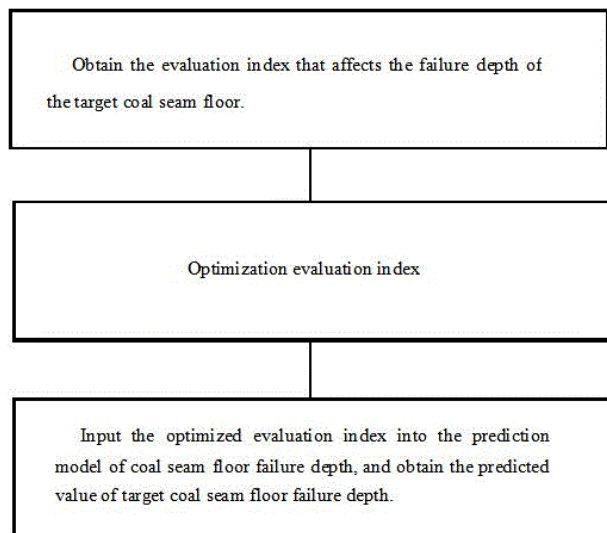 Obtain the evaluation index that affects the failure depth of
the target coal seam floor.
Optimization evaluation index
Input the optimized evaluation index into the prediction
model of coal seam floor failure depth, and obtain the predicted
value of target coal seam floor failure depth.